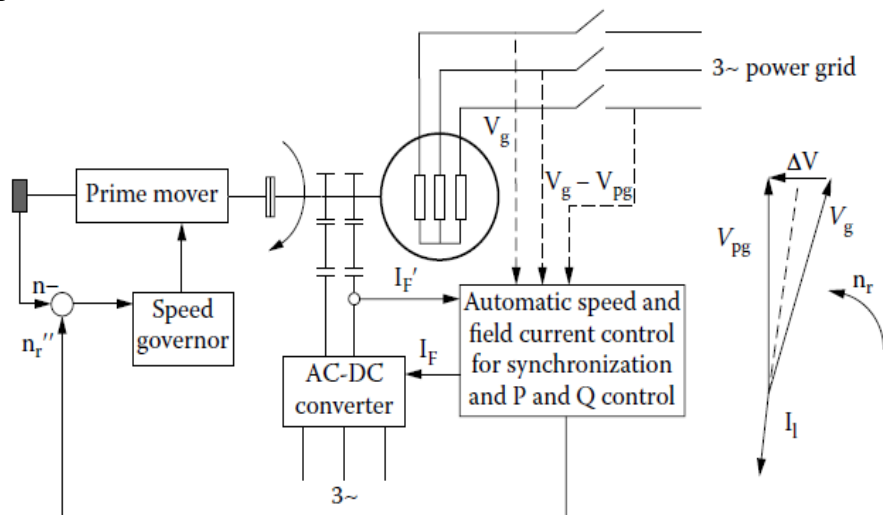 3~ power grid
V_g
V_g – V_pg
ΔV
V_pg
V_g
n_r
I_l
Prime mover
n–
n_r''
Speed
governor
I_F'
I_F
AC-DC
converter
3~
Automatic speed and
field current control
for synchronization
and P and Q control